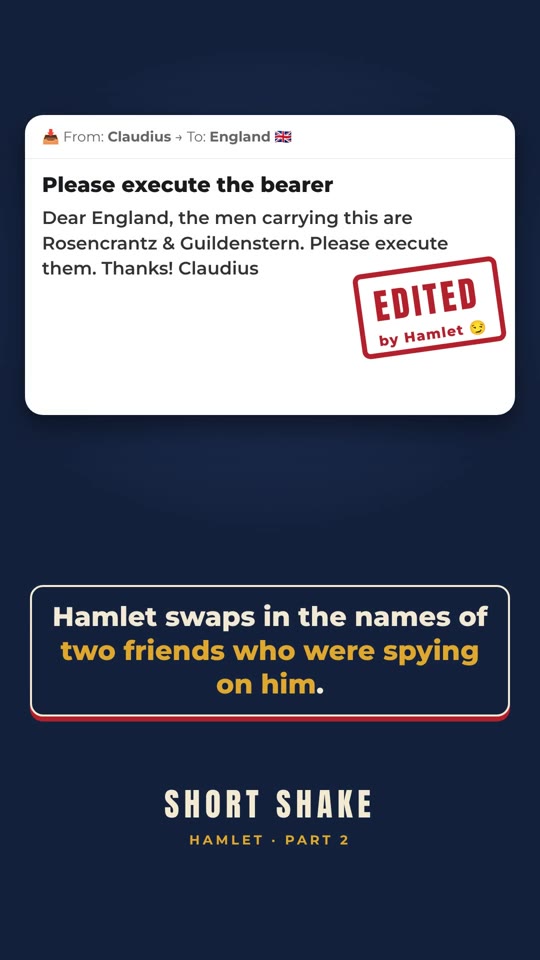 📥 From: Claudius → To: England 🇬🇧
Please execute the bearer
Dear England, the men carrying this are
Rosencrantz & Guildenstern. Please execute
them. Thanks! Claudius
EDITED
by Hamlet 😏
Hamlet swaps in the names of
two friends who were spying
on him.
SHORT SHAKE
HAMLET · PART 2